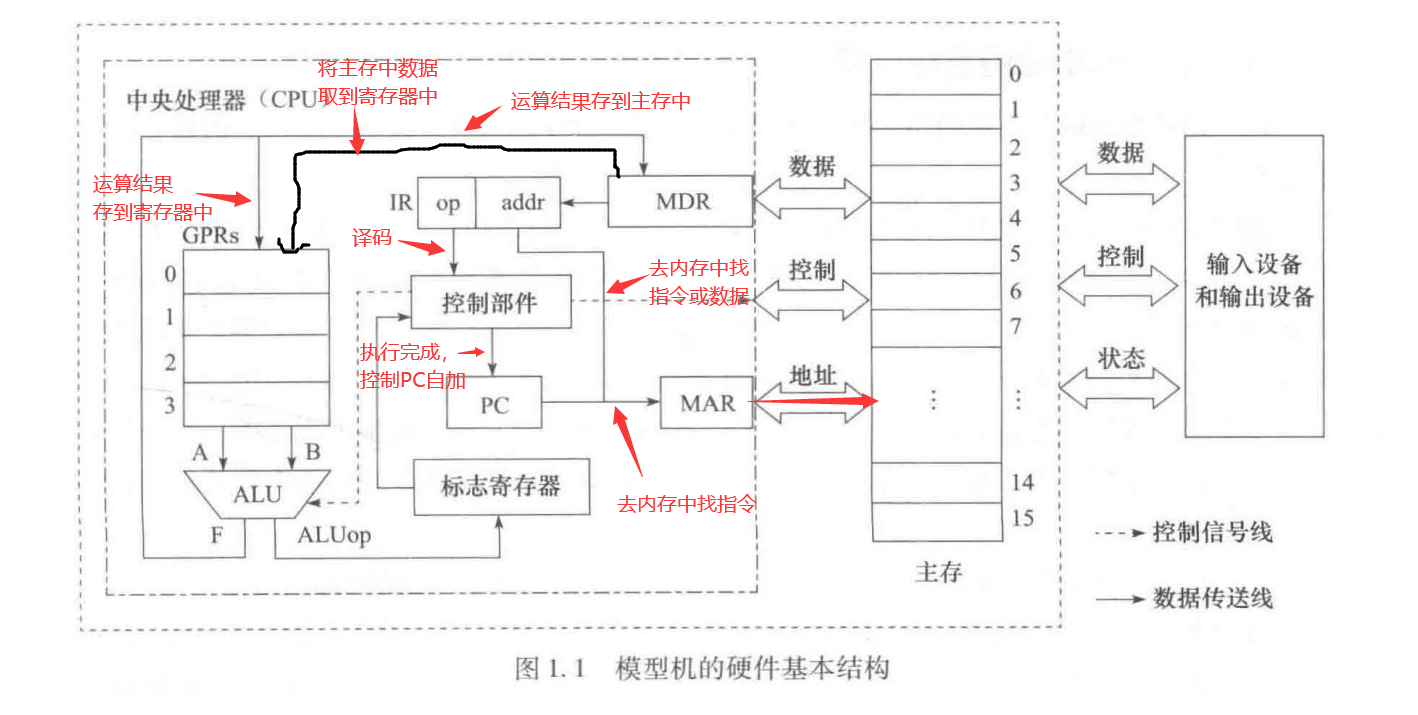 将主存中数据
取到寄存器中
中央处理器（CPU）
运算结果存到主存中
运算结果
存到寄存器中
GPRs
0
1
2
3
A
B
ALU
F
ALUop
IR
op
addr
MDR
译码
控制部件
去内存中找
指令或数据
执行完成，
控制PC自加
PC
MAR
标志寄存器
去内存中找指令
数据
控制
地址
0
1
2
3
4
5
6
7
⋮
⋮
14
15
主存
数据
控制
状态
输入设备
和输出设备
控制信号线
数据传送线
图 1.1 模型机的硬件基本结构